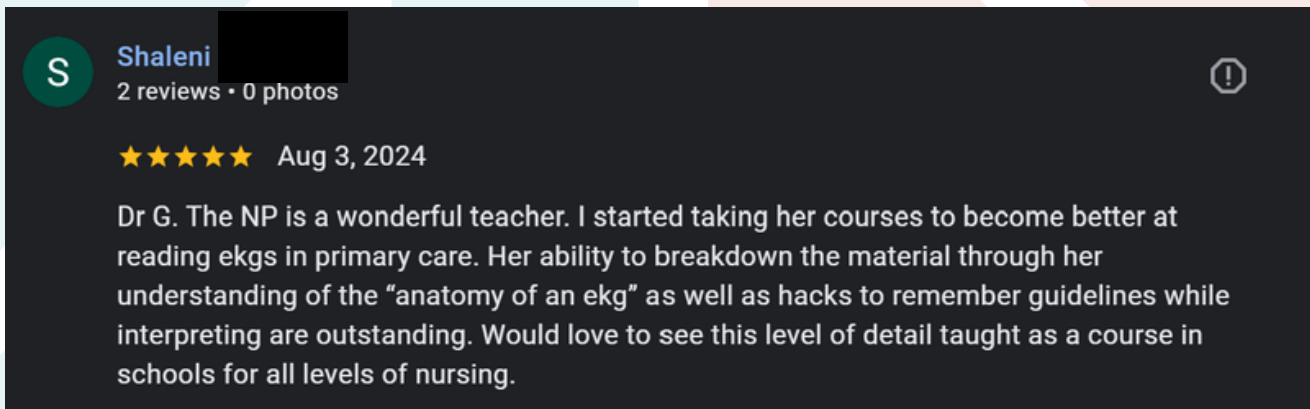 S
Shaleni
2 reviews • 0 photos
Aug 3, 2024
Dr G. The NP is a wonderful teacher. I started taking her courses to become better at
reading ekgs in primary care. Her ability to breakdown the material through her
understanding of the “anatomy of an ekg” as well as hacks to remember guidelines while
interpreting are outstanding. Would love to see this level of detail taught as a course in
schools for all levels of nursing.